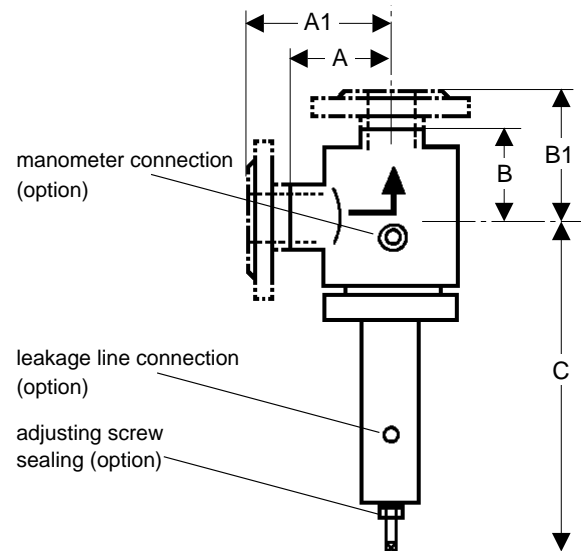 A1
A
B
B1
manometer connection
(option)
C
leakage line connection
(option)
adjusting screw
sealing (option)